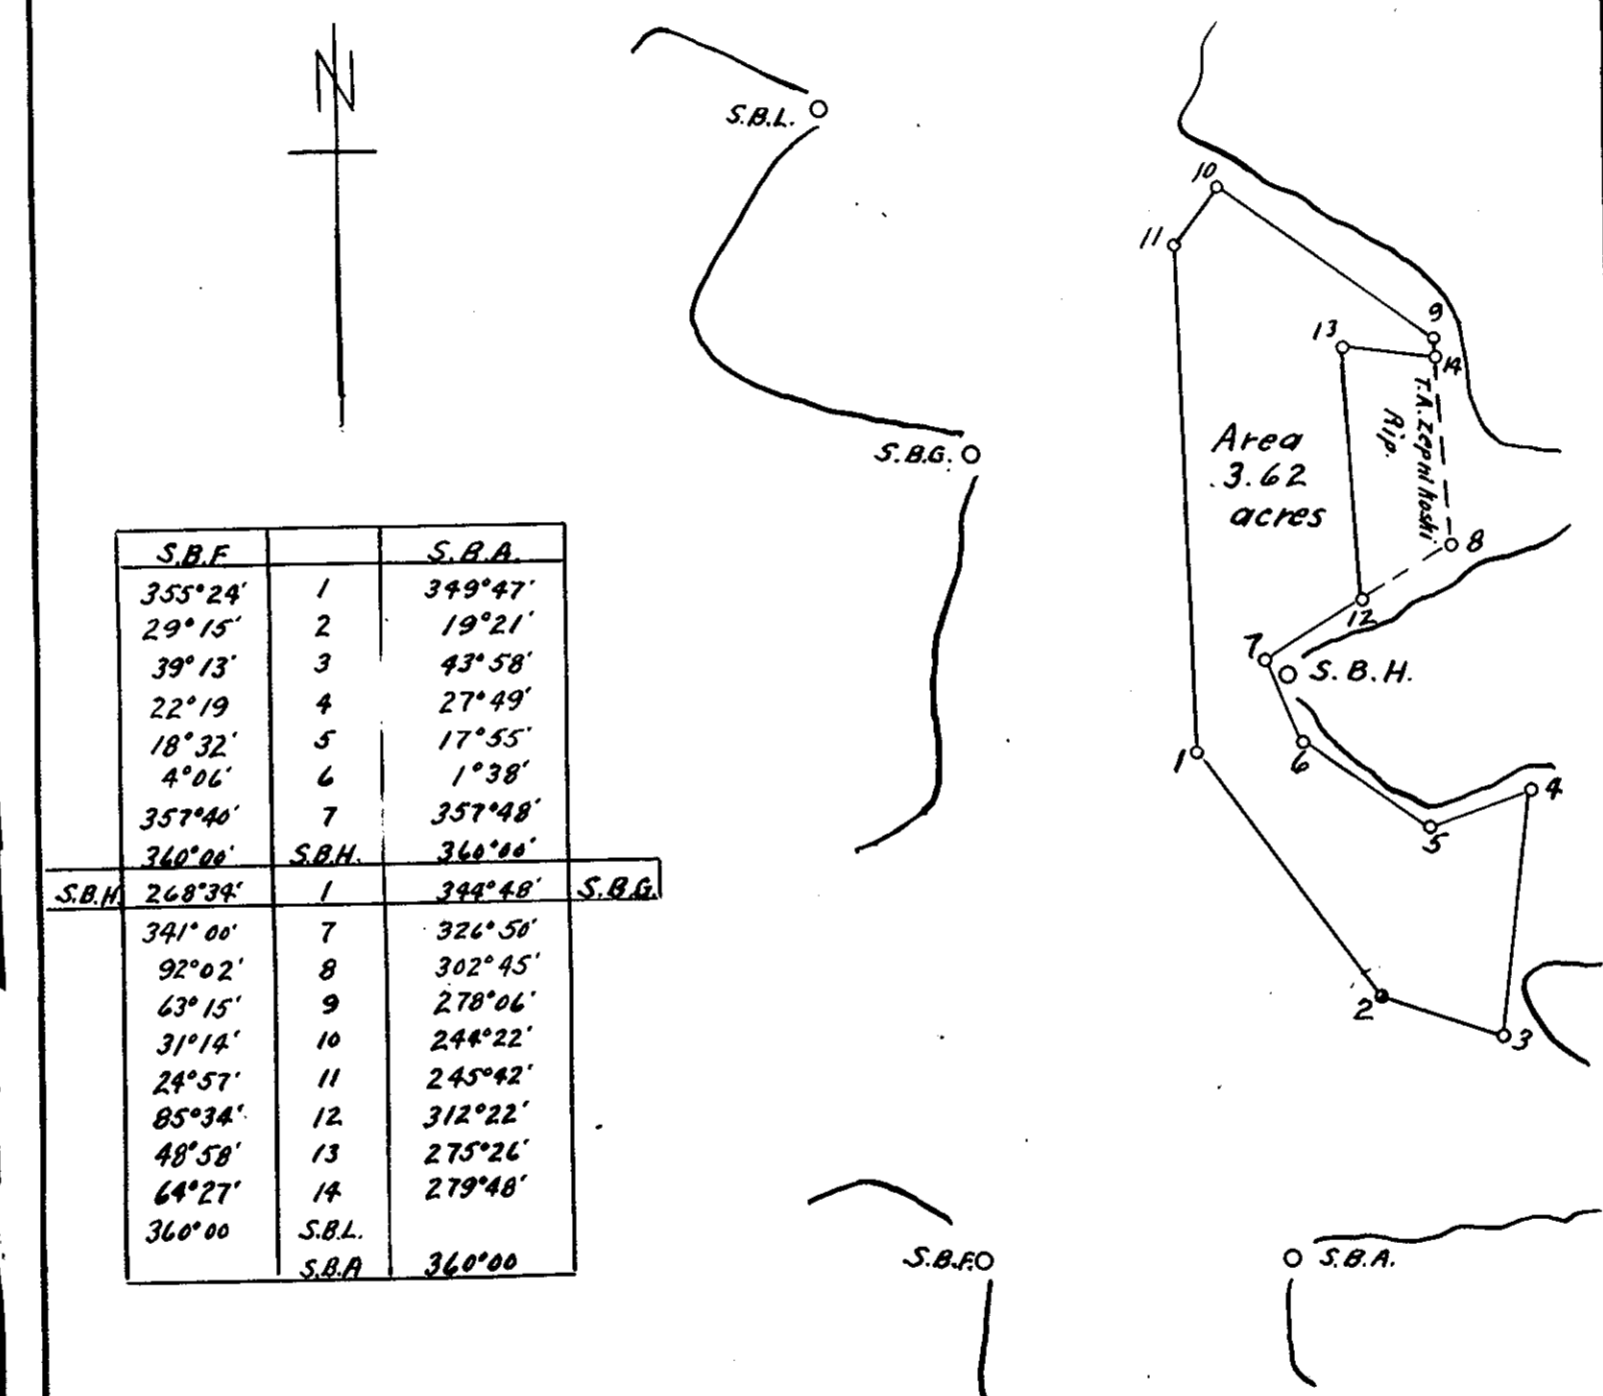 N
S.B.L.
10
11
9
13
14
T.A. Zepnikoski
Rip.
Area
3.62
acres
S.B.G.
8
12
7
S.B.H.
1
6
4
5
2
3
S.B.F.
S.B.A.
S.B.F. S.B.A.
355°24' 1 349°47'
29°15' 2 19°21'
39°13' 3 43°58'
22°19 4 27°49'
18°32' 5 17°55'
4°06' 6 1°38'
357°40' 7 357°48'
360°00' S.B.H. 360°00'
S.B.H. 268°34' 1 344°48' S.B.G.
341°00' 7 326°50'
92°02' 8 302°45'
63°15' 9 278°06'
31°14' 10 244°22'
24°57' 11 245°42'
85°34' 12 312°22'
48°58' 13 275°26'
64°27' 14 279°48'
360°00 S.B.L.
S.B.A 360°00